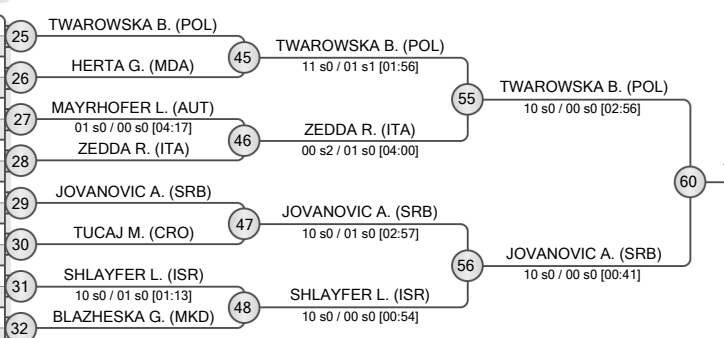 25
TWAROWSKA B. (POL)
45
TWAROWSKA B. (POL)
11 s0 / 01 s1 [01:56]
26
HERTA G. (MDA)
55
TWAROWSKA B. (POL)
10 s0 / 00 s0 [02:56]
27
MAYRHOFER L. (AUT)
01 s0 / 00 s0 [04:17]
46
ZEDDA R. (ITA)
00 s2 / 01 s0 [04:00]
28
ZEDDA R. (ITA)
60
29
JOVANOVIC A. (SRB)
47
JOVANOVIC A. (SRB)
10 s0 / 01 s0 [02:57]
30
TUCAJ M. (CRO)
56
JOVANOVIC A. (SRB)
10 s0 / 00 s0 [00:41]
31
SHLAYFER L. (ISR)
10 s0 / 01 s0 [01:13]
48
SHLAYFER L. (ISR)
10 s0 / 00 s0 [00:54]
32
BLAZHESKA G. (MKD)